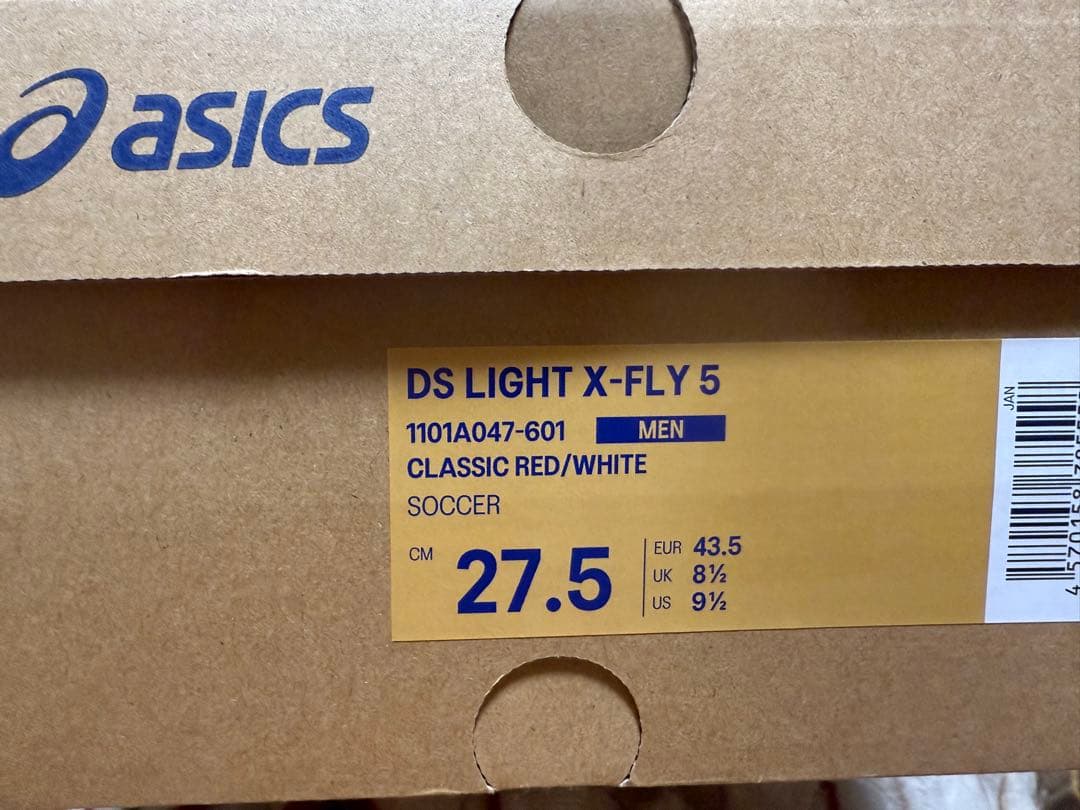 asics
DS LIGHT X-FLY 5
1101A047-601 MEN
CLASSIC RED/WHITE
SOCCER
CM 27.5
EUR 43.5
UK 8½
US 9½
JAN